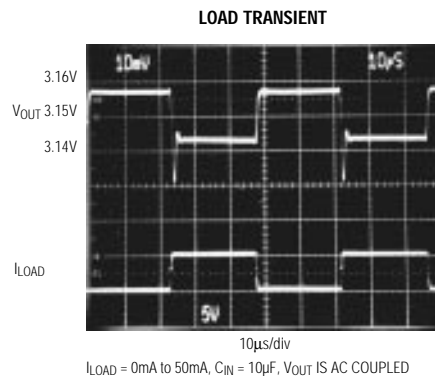 LOAD TRANSIENT
10mV 10µS
3.16V
VOUT 3.15V
3.14V
ILOAD
5V
10µs/div
ILOAD = 0mA to 50mA, CIN = 10µF, VOUT IS AC COUPLED